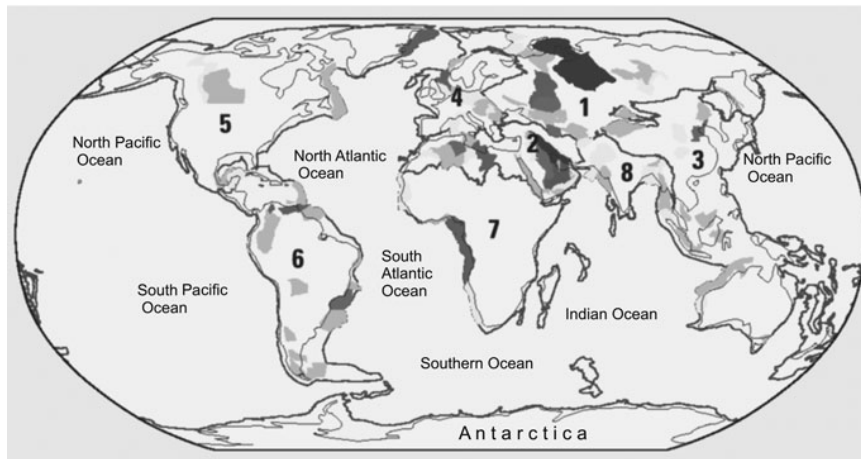 1
4
5
2
North Pacific
Ocean
North Atlantic
Ocean
3
North Pacific
Ocean
8
7
6
South
Atlantic
Ocean
South Pacific
Ocean
Indian Ocean
Southern Ocean
Antarctica